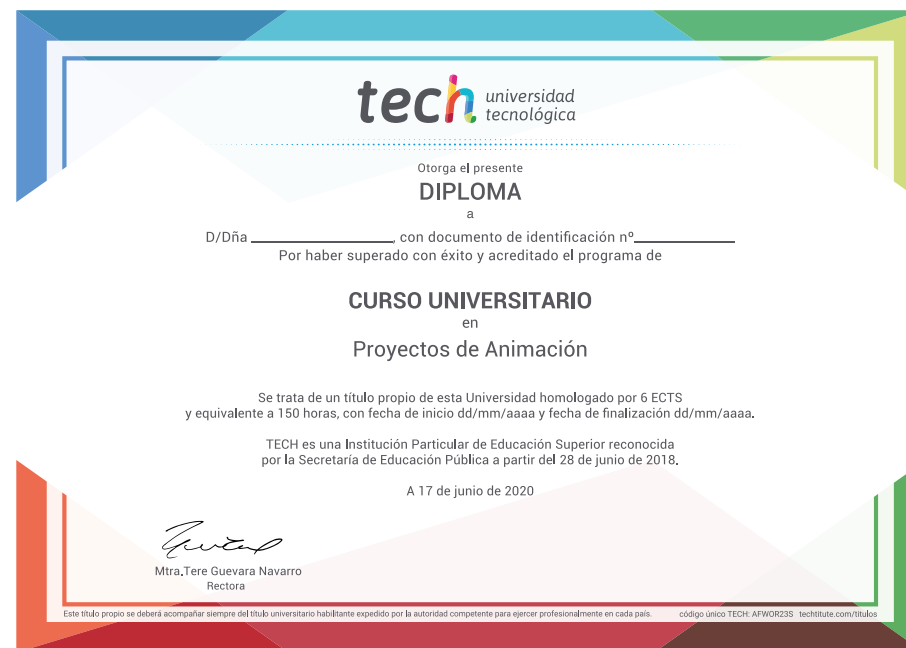 tech universidad
tecnológica
Otorga el presente
DIPLOMA
a
D/Dña ____________________, con documento de identificación nº______________
Por haber superado con éxito y acreditado el programa de
CURSO UNIVERSITARIO
en
Proyectos de Animación
Se trata de un título propio de esta Universidad homologado por 6 ECTS
y equivalente a 150 horas, con fecha de inicio dd/mm/aaaa y fecha de finalización dd/mm/aaaa.
TECH es una Institución Particular de Educación Superior reconocida
por la Secretaría de Educación Pública a partir del 28 de junio de 2018.
A 17 de junio de 2020
Mtra.Tere Guevara Navarro
Rectora
Este título propio se deberá acompañar siempre del título universitario habilitante expedido por la autoridad competente para ejercer profesionalmente en cada país. código único TECH: AFWOR23S techtitute.com/titulos